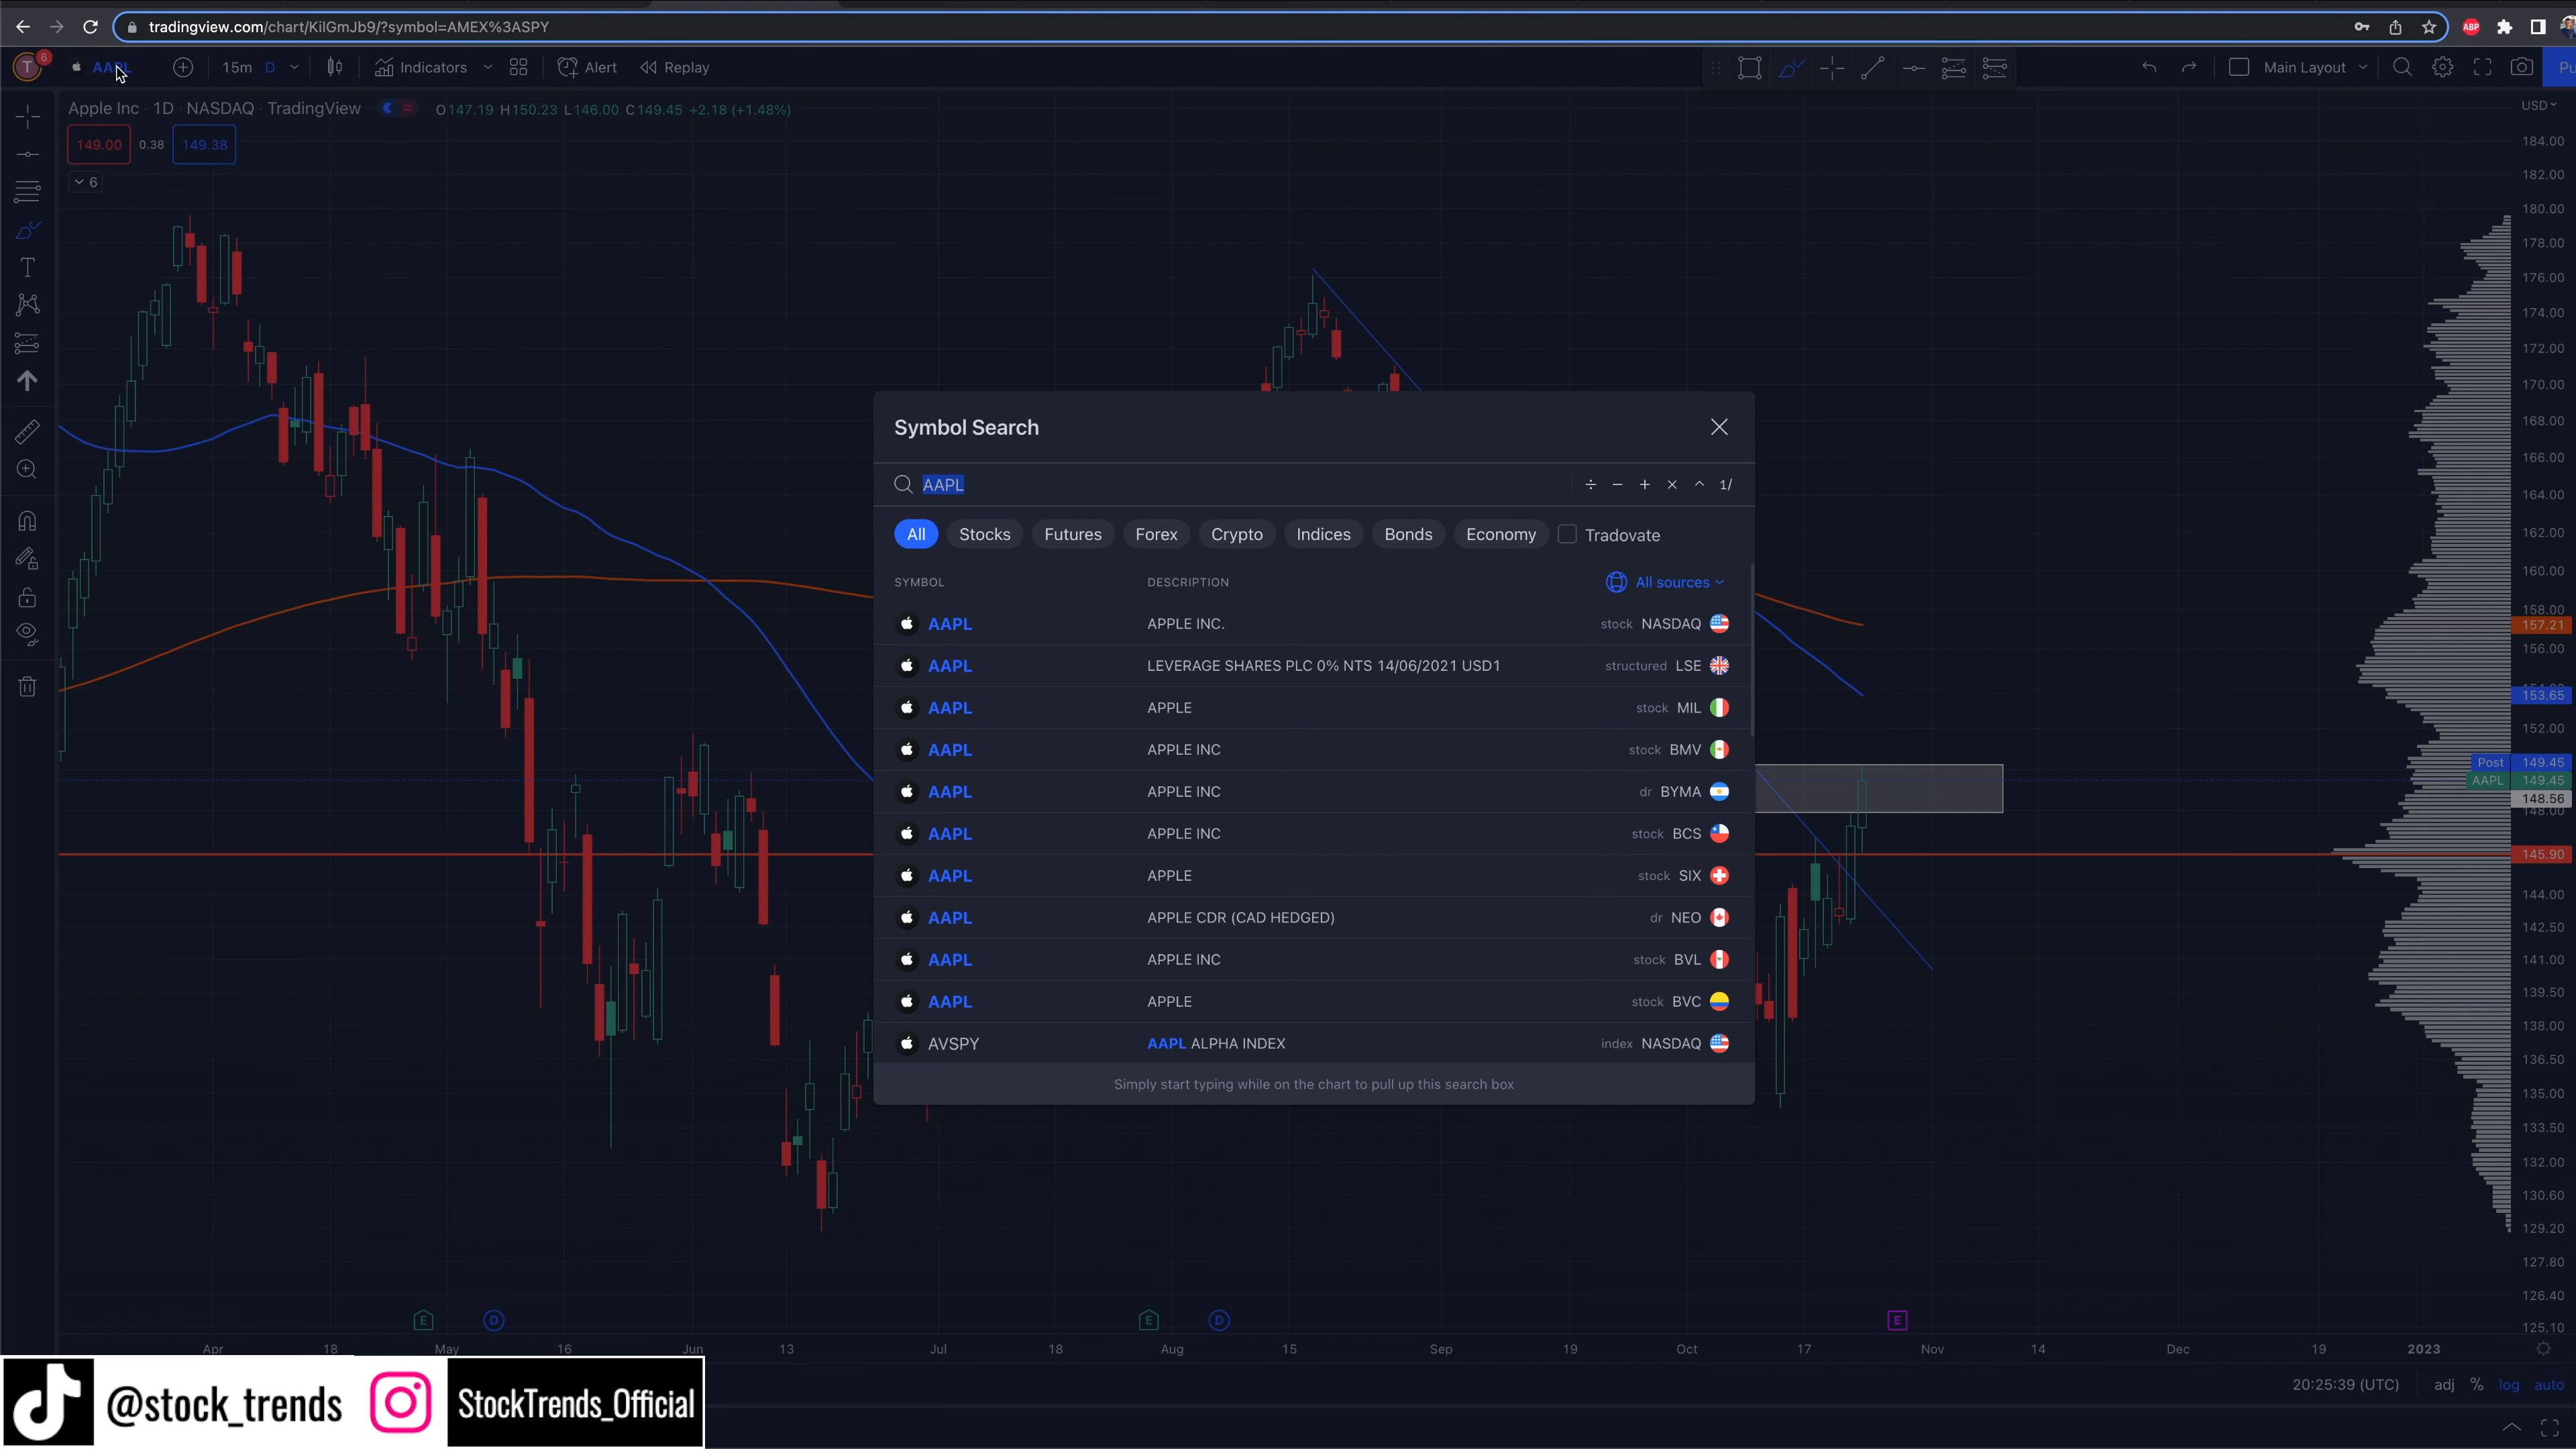 tradingview.com/chart/KilGmJb9/?symbol=AMEX%3ASPY
ABP
T 6 AAPL 15m D Indicators Alert Replay Main Layout Pu
Apple Inc · 1D · NASDAQ · TradingView O147.19 H150.23 L146.00 C149.45 +2.18 (+1.48%)
149.00 0.38 149.38
6
USD
184.00
182.00
180.00
178.00
176.00
174.00
172.00
170.00
168.00
166.00
164.00
162.00
160.00
158.00
157.21
156.00
153.65
152.00
Post 149.45
AAPL 149.45
148.56
148.00
145.90
144.00
142.50
141.00
139.50
138.00
136.50
135.00
133.50
132.00
130.60
129.20
127.80
126.40
125.10
Symbol Search
AAPL ÷ − + × ^ 1/
All Stocks Futures Forex Crypto Indices Bonds Economy Tradovate
SYMBOL DESCRIPTION All sources
AAPL APPLE INC. stock NASDAQ
AAPL LEVERAGE SHARES PLC 0% NTS 14/06/2021 USD1 structured LSE
AAPL APPLE stock MIL
AAPL APPLE INC stock BMV
AAPL APPLE INC dr BYMA
AAPL APPLE INC stock BCS
AAPL APPLE stock SIX
AAPL APPLE CDR (CAD HEDGED) dr NEO
AAPL APPLE INC stock BVL
AAPL APPLE stock BVC
AVSPY AAPL ALPHA INDEX index NASDAQ
Simply start typing while on the chart to pull up this search box
E D E D E
Apr 18 May 16 Jun 13 Jul 18 Aug 15 Sep 19 Oct 17 Nov 14 Dec 19 2023
20:25:39 (UTC) adj % log auto
@stock_trends StockTrends_Official